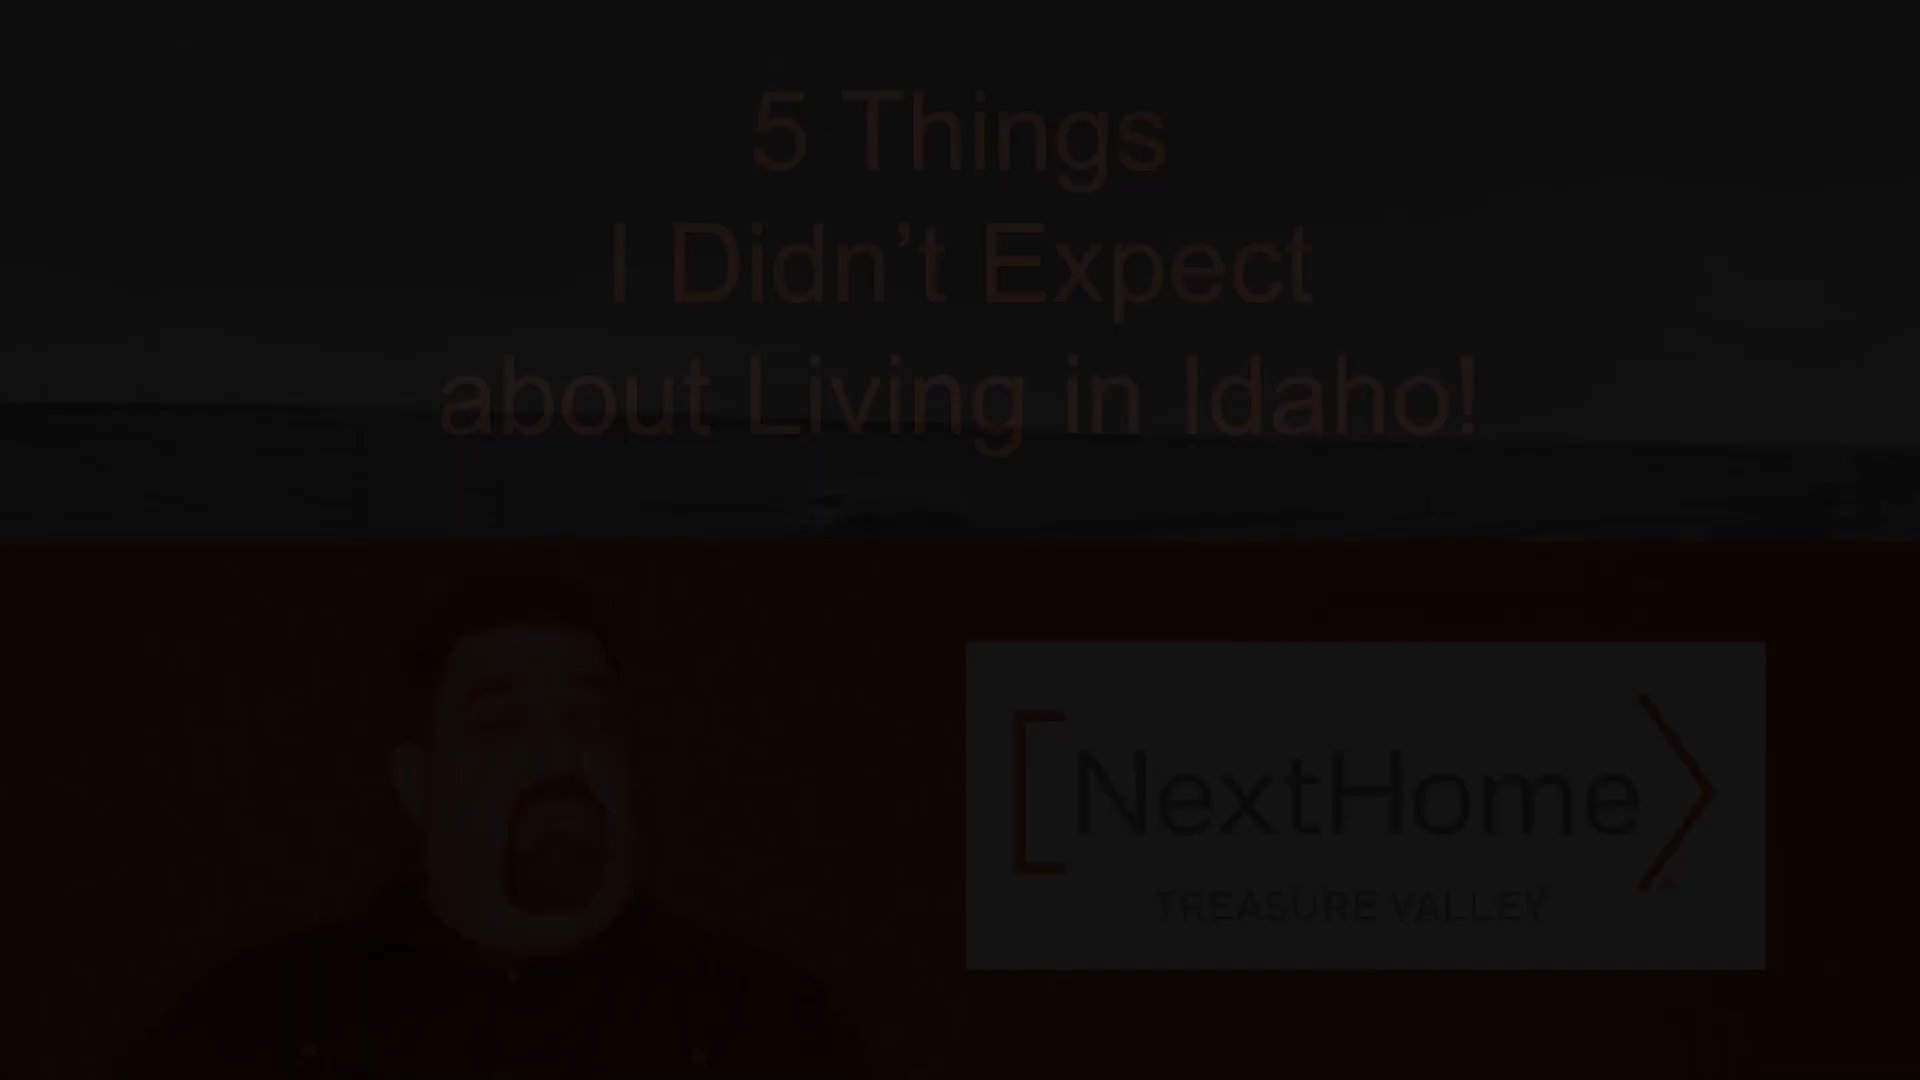 5 Things
I Didn’t Expect
about Living in Idaho!
NextHome
TREASURE VALLEY